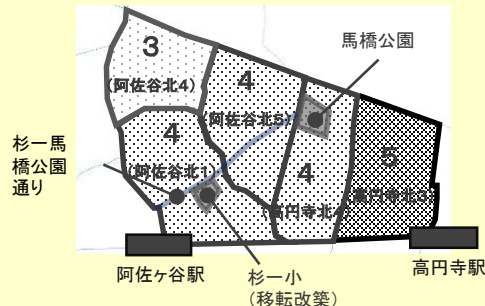 馬橋公園
3
(阿佐谷北4)
4
(阿佐谷北5)
杉一馬
橋公園
通り
4
(阿佐谷北1)
4
(高円寺北4)
5
(高円寺北3)
阿佐ヶ谷駅
杉一小
(移転改築)
高円寺駅